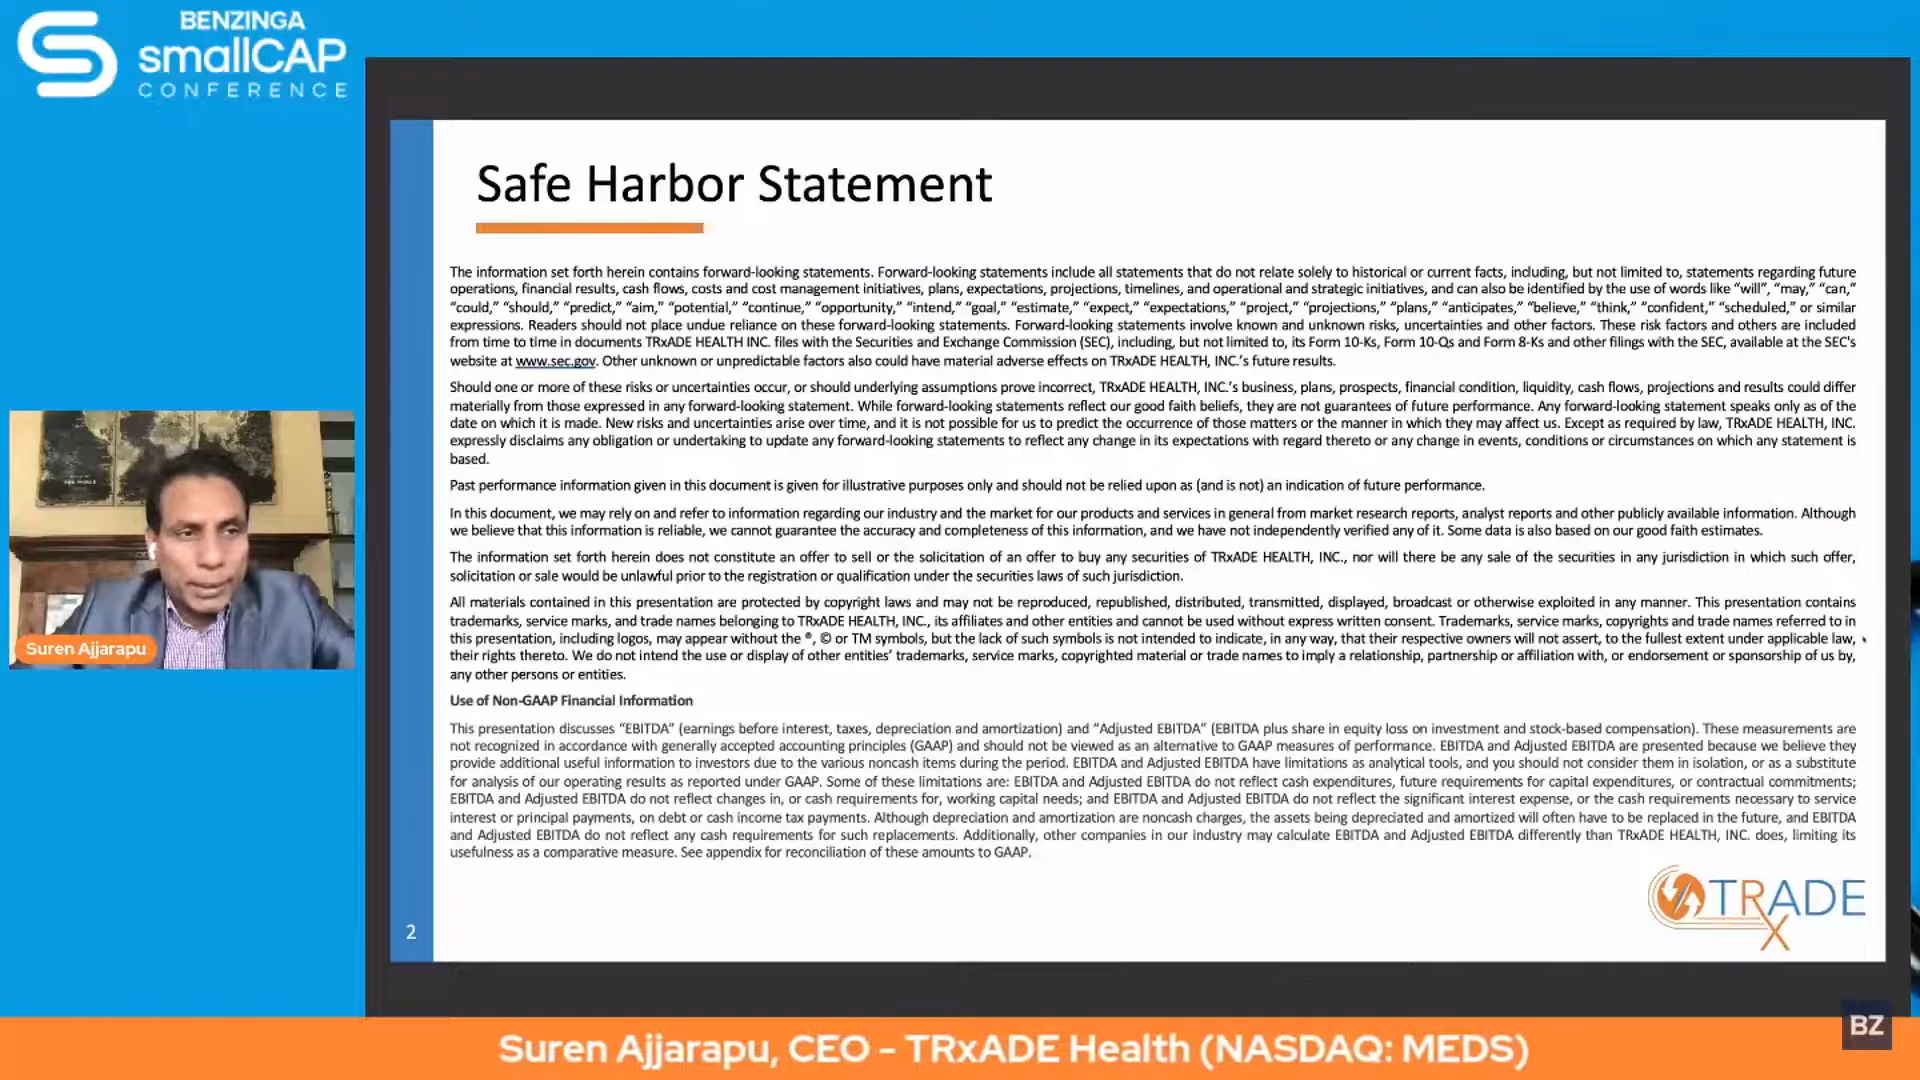 BENZINGA
smallCAP
CONFERENCE
Safe Harbor Statement
The information set forth herein contains forward-looking statements. Forward-looking statements include all statements that do not relate solely to historical or current facts, including, but not limited to, statements regarding future
operations, financial results, cash flows, costs and cost management initiatives, plans, expectations, projections, timelines, and operational and strategic initiatives, and can also be identified by the use of words like “will”, “may,” “can,”
“could,” “should,” “predict,” “aim,” “potential,” “continue,” “opportunity,” “intend,” “goal,” “estimate,” “expect,” “expectations,” “project,” “projections,” “plans,” “anticipates,” “believe,” “think,” “confident,” “scheduled,” or similar
expressions. Readers should not place undue reliance on these forward-looking statements. Forward-looking statements involve known and unknown risks, uncertainties and other factors. These risk factors and others are included
from time to time in documents TRxADE HEALTH INC. files with the Securities and Exchange Commission (SEC), including, but not limited to, its Form 10-Ks, Form 10-Qs and Form 8-Ks and other filings with the SEC, available at the SEC's
website at www.sec.gov. Other unknown or unpredictable factors also could have material adverse effects on TRxADE HEALTH, INC.’s future results.
Should one or more of these risks or uncertainties occur, or should underlying assumptions prove incorrect, TRxADE HEALTH, INC.’s business, plans, prospects, financial condition, liquidity, cash flows, projections and results could differ
materially from those expressed in any forward-looking statement. While forward-looking statements reflect our good faith beliefs, they are not guarantees of future performance. Any forward-looking statement speaks only as of the
date on which it is made. New risks and uncertainties arise over time, and it is not possible for us to predict the occurrence of those matters or the manner in which they may affect us. Except as required by law, TRxADE HEALTH, INC.
expressly disclaims any obligation or undertaking to update any forward-looking statements to reflect any change in its expectations with regard thereto or any change in events, conditions or circumstances on which any statement is
based.
Past performance information given in this document is given for illustrative purposes only and should not be relied upon as (and is not) an indication of future performance.
In this document, we may rely on and refer to information regarding our industry and the market for our products and services in general from market research reports, analyst reports and other publicly available information. Although
we believe that this information is reliable, we cannot guarantee the accuracy and completeness of this information, and we have not independently verified any of it. Some data is also based on our good faith estimates.
The information set forth herein does not constitute an offer to sell or the solicitation of an offer to buy any securities of TRxADE HEALTH, INC., nor will there be any sale of the securities in any jurisdiction in which such offer,
solicitation or sale would be unlawful prior to the registration or qualification under the securities laws of such jurisdiction.
All materials contained in this presentation are protected by copyright laws and may not be reproduced, republished, distributed, transmitted, displayed, broadcast or otherwise exploited in any manner. This presentation contains
trademarks, service marks, and trade names belonging to TRxADE HEALTH, INC., its affiliates and other entities and cannot be used without express written consent. Trademarks, service marks, copyrights and trade names referred to in
this presentation, including logos, may appear without the ®, © or TM symbols, but the lack of such symbols is not intended to indicate, in any way, that their respective owners will not assert, to the fullest extent under applicable law,
their rights thereto. We do not intend the use or display of other entities’ trademarks, service marks, copyrighted material or trade names to imply a relationship, partnership or affiliation with, or endorsement or sponsorship of us by,
any other persons or entities.
Use of Non-GAAP Financial Information
This presentation discusses “EBITDA” (earnings before interest, taxes, depreciation and amortization) and “Adjusted EBITDA” (EBITDA plus share in equity loss on investment and stock-based compensation). These measurements are
not recognized in accordance with generally accepted accounting principles (GAAP) and should not be viewed as an alternative to GAAP measures of performance. EBITDA and Adjusted EBITDA are presented because we believe they
provide additional useful information to investors due to the various noncash items during the period. EBITDA and Adjusted EBITDA have limitations as analytical tools, and you should not consider them in isolation, or as a substitute
for analysis of our operating results as reported under GAAP. Some of these limitations are: EBITDA and Adjusted EBITDA do not reflect cash expenditures, future requirements for capital expenditures, or contractual commitments;
EBITDA and Adjusted EBITDA do not reflect changes in, or cash requirements for, working capital needs; and EBITDA and Adjusted EBITDA do not reflect the significant interest expense, or the cash requirements necessary to service
interest or principal payments, on debt or cash income tax payments. Although depreciation and amortization are noncash charges, the assets being depreciated and amortized will often have to be replaced in the future, and EBITDA
and Adjusted EBITDA do not reflect any cash requirements for such replacements. Additionally, other companies in our industry may calculate EBITDA and Adjusted EBITDA differently than TRxADE HEALTH, INC. does, limiting its
usefulness as a comparative measure. See appendix for reconciliation of these amounts to GAAP.
TRxADE
2
Suren Ajjarapu
Suren Ajjarapu, CEO - TRxADE Health (NASDAQ: MEDS)
BZ